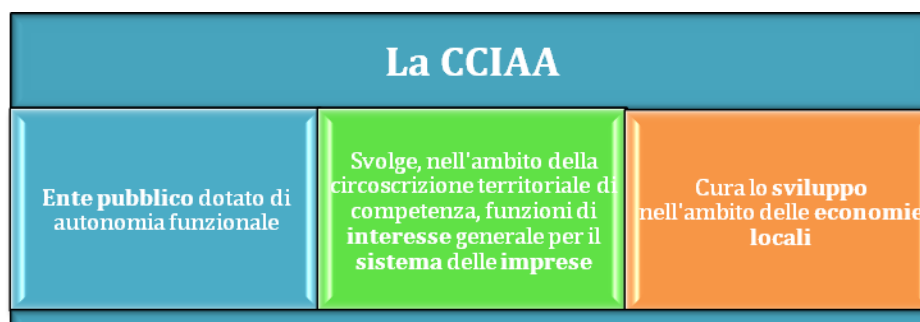 La CCIAA
Ente pubblico dotato di
autonomia funzionale
Svolge, nell'ambito della
circoscrizione territoriale di
competenza, funzioni di
interesse generale per il
sistema delle imprese
Cura lo sviluppo
nell'ambito delle economie
locali